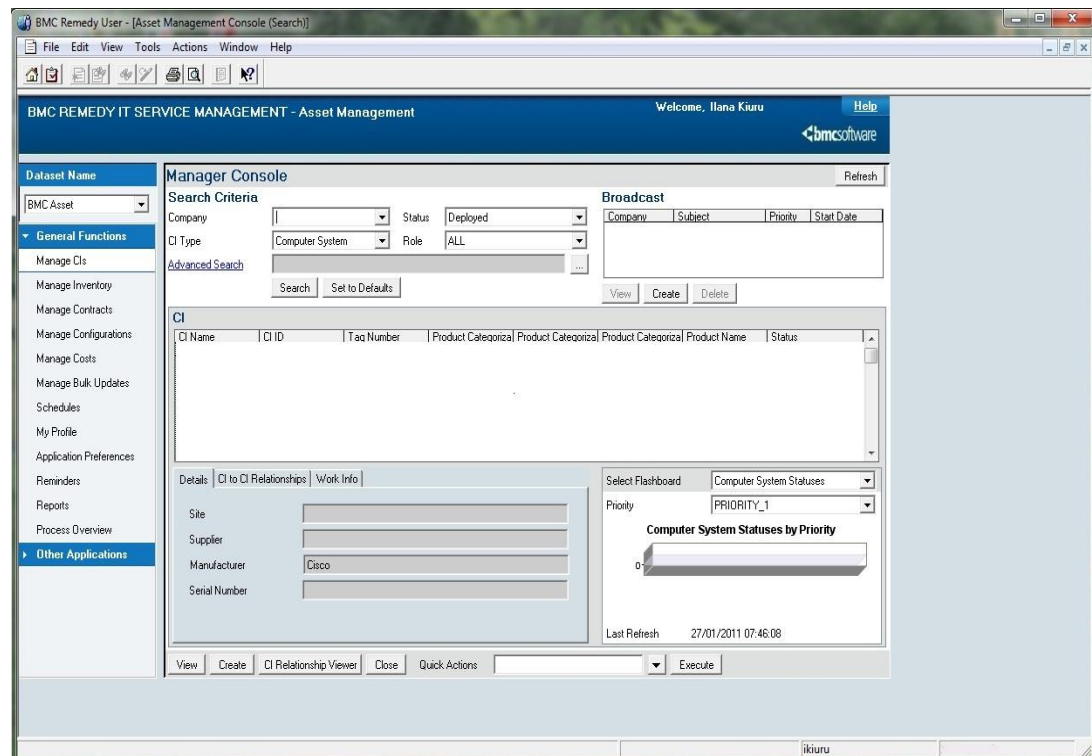 BMC Remedy User - [Asset Management Console (Search)]
File Edit View Tools Actions Window Help
BMC REMEDY IT SERVICE MANAGEMENT - Asset Management
Welcome, Ilana Kiuru
Help
bmcsoftware
Dataset Name
BMC Asset
General Functions
Manage CIs
Manage Inventory
Manage Contracts
Manage Configurations
Manage Costs
Manage Bulk Updates
Schedules
My Profile
Application Preferences
Reminders
Reports
Process Overview
Other Applications
Manager Console
Refresh
Search Criteria
Company Status Deployed
CI Type Computer System Role ALL
Advanced Search ...
Search Set to Defaults
Broadcast
Company Subject Priority Start Date
View Create Delete
CI
CI Name CI ID Tag Number Product Categoriza Product Categoriza Product Categoriza Product Name Status
Details CI to CI Relationships Work Info
Site
Supplier
Manufacturer Cisco
Serial Number
Select Flashboard Computer System Statuses
Priority PRIORITY_1
Computer System Statuses by Priority
0
Last Refresh 27/01/2011 07:46:08
View Create CI Relationship Viewer Close Quick Actions Execute
ikiuru